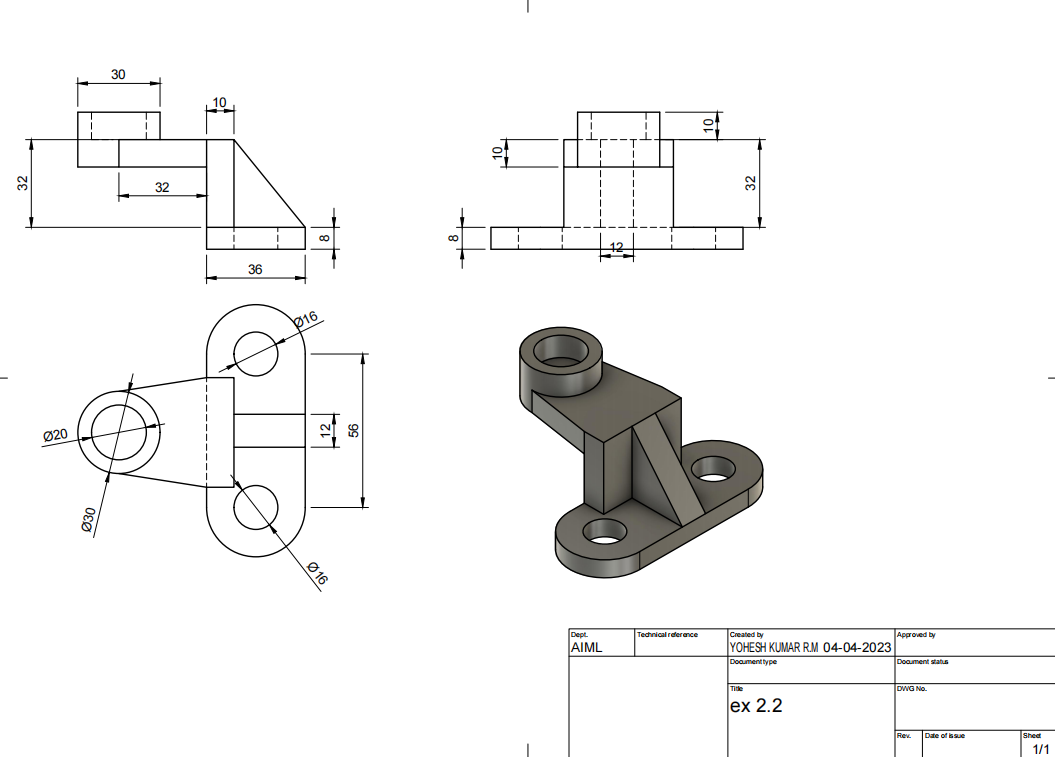 30
10
32
32
8
36
10
10
32
8
12
Ø16
Ø20
Ø30
12
56
Ø16
Dept.
AIML
Technical reference
Created by
YOHESH KUMAR R.M 04-04-2023
Approved by
Document type
Document status
Title
ex 2.2
DWG No.
Rev.
Date of issue
Sheet
1/1